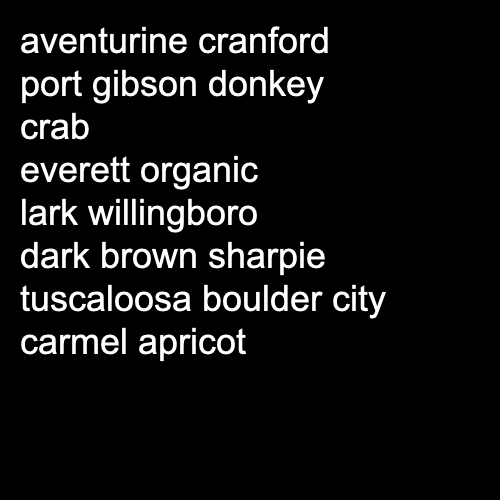 aventurine cranford
port gibson donkey
crab
everett organic
lark willingboro
dark brown sharpie
tuscaloosa boulder city
carmel apricot